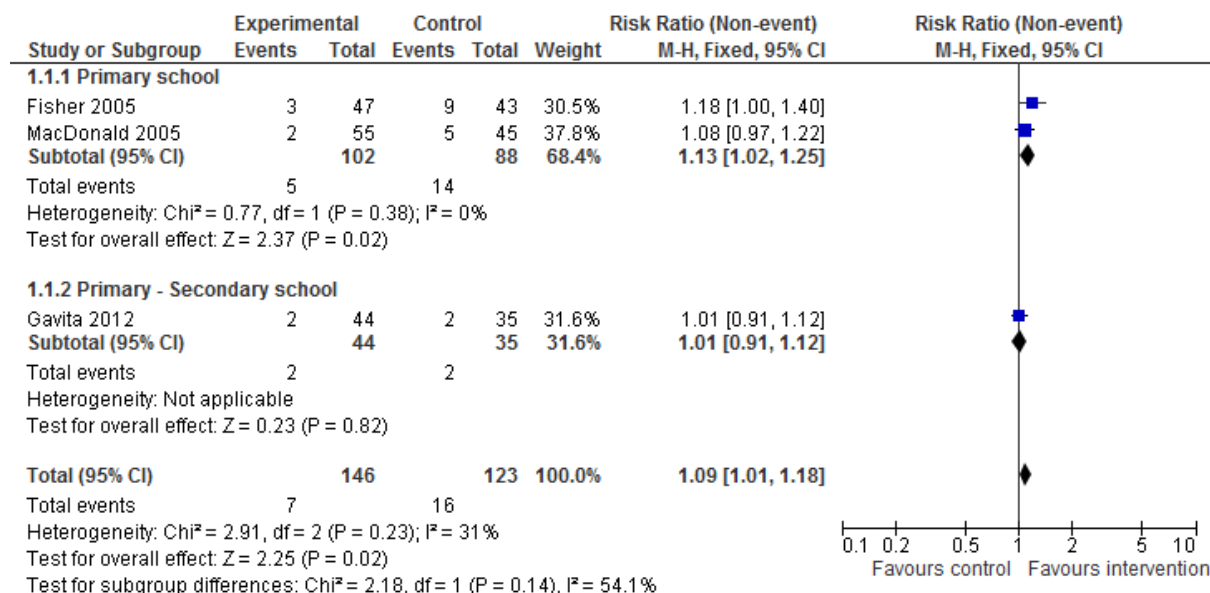 Experimental Control Risk Ratio (Non-event) Risk Ratio (Non-event)
Study or Subgroup Events Total Events Total Weight M-H, Fixed, 95% CI M-H, Fixed, 95% CI
1.1.1 Primary school
Fisher 2005 3 47 9 43 30.5% 1.18 [1.00, 1.40]
MacDonald 2005 2 55 5 45 37.8% 1.08 [0.97, 1.22]
Subtotal (95% CI) 102 88 68.4% 1.13 [1.02, 1.25]
Total events 5 14
Heterogeneity: Chi² = 0.77, df = 1 (P = 0.38); I² = 0%
Test for overall effect: Z = 2.37 (P = 0.02)
1.1.2 Primary - Secondary school
Gavita 2012 2 44 2 35 31.6% 1.01 [0.91, 1.12]
Subtotal (95% CI) 44 35 31.6% 1.01 [0.91, 1.12]
Total events 2 2
Heterogeneity: Not applicable
Test for overall effect: Z = 0.23 (P = 0.82)
Total (95% CI) 146 123 100.0% 1.09 [1.01, 1.18]
Total events 7 16
Heterogeneity: Chi² = 2.91, df = 2 (P = 0.23); I² = 31%
Test for overall effect: Z = 2.25 (P = 0.02)
Test for subgroup differences: Chi² = 2.18, df = 1 (P = 0.14), I² = 54.1%
0.1 0.2 0.5 1 2 5 10
Favours control Favours intervention